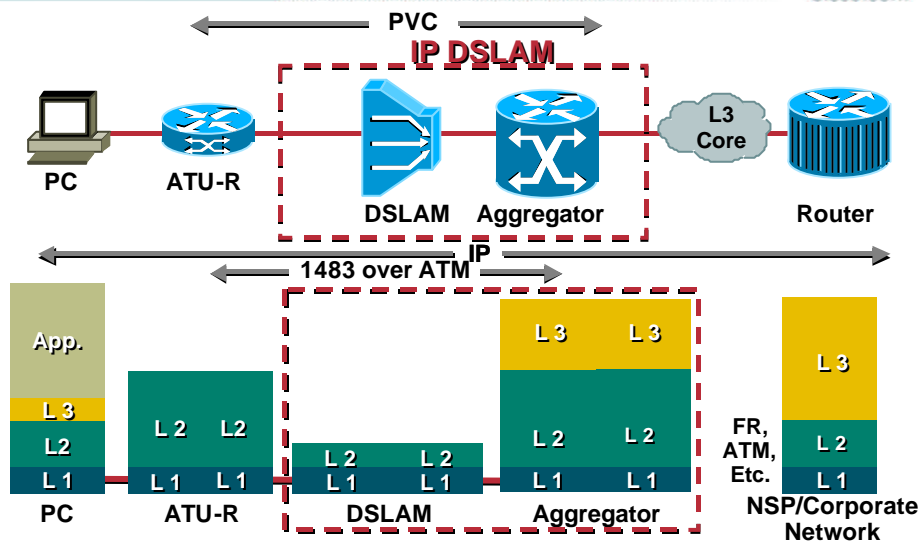 PVC
IP DSLAM
L3
Core
PC
ATU-R
DSLAM
Aggregator
Router
IP
1483 over ATM
App.
L 3
L2
L 1
L 2
L2
L 1
L 1
L 2
L 2
L 1
L 1
L 3
L 3
L 2
L 2
L 1
L 1
L 3
L 2
L 1
FR,
ATM,
Etc.
PC
ATU-R
DSLAM
Aggregator
NSP/Corporate
Network